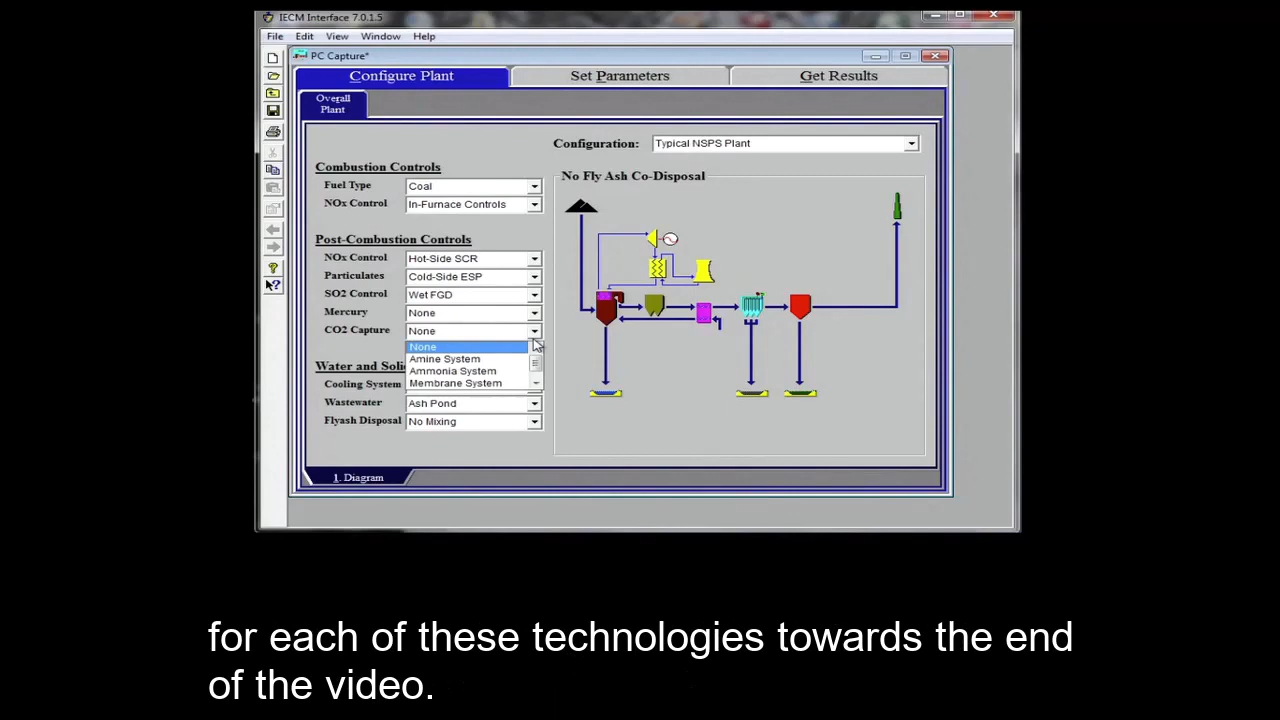 IECM Interface 7.0.1.5
File Edit View Window Help
PC Capture*
Configure Plant Set Parameters Get Results
Overall
Plant
Configuration: Typical NSPS Plant
Combustion Controls
Fuel Type Coal
NOx Control In-Furnace Controls
Post-Combustion Controls
NOx Control Hot-Side SCR
Particulates Cold-Side ESP
SO2 Control Wet FGD
Mercury None
CO2 Capture None
None
Amine System
Ammonia System
Membrane System
Water and Soli
Cooling System
Wastewater Ash Pond
Flyash Disposal No Mixing
No Fly Ash Co-Disposal
1. Diagram
for each of these technologies towards the end
of the video.